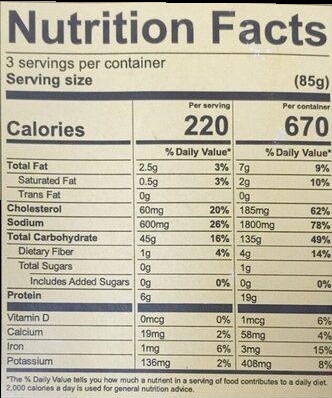 Nutrition Facts
3 servings per container
Serving size (85g)
Per serving Per container
Calories 220 670
% Daily Value* % Daily Value*
Total Fat 2.5g 3% 7g 9%
Saturated Fat 0.5g 3% 2g 10%
Trans Fat 0g 0g
Cholesterol 60mg 20% 185mg 62%
Sodium 600mg 26% 1800mg 78%
Total Carbohydrate 45g 16% 135g 49%
Dietary Fiber 1g 4% 4g 14%
Total Sugars 0g 0g
Includes Added Sugars 0g 0% 0g 0%
Protein 6g 19g
Vitamin D 0mcg 0% 1mcg 6%
Calcium 19mg 2% 58mg 4%
Iron 1mg 6% 3mg 15%
Potassium 136mg 2% 408mg 8%
*The % Daily Value tells you how much a nutrient in a serving of food contributes to a daily diet.
2,000 calories a day is used for general nutrition advice.